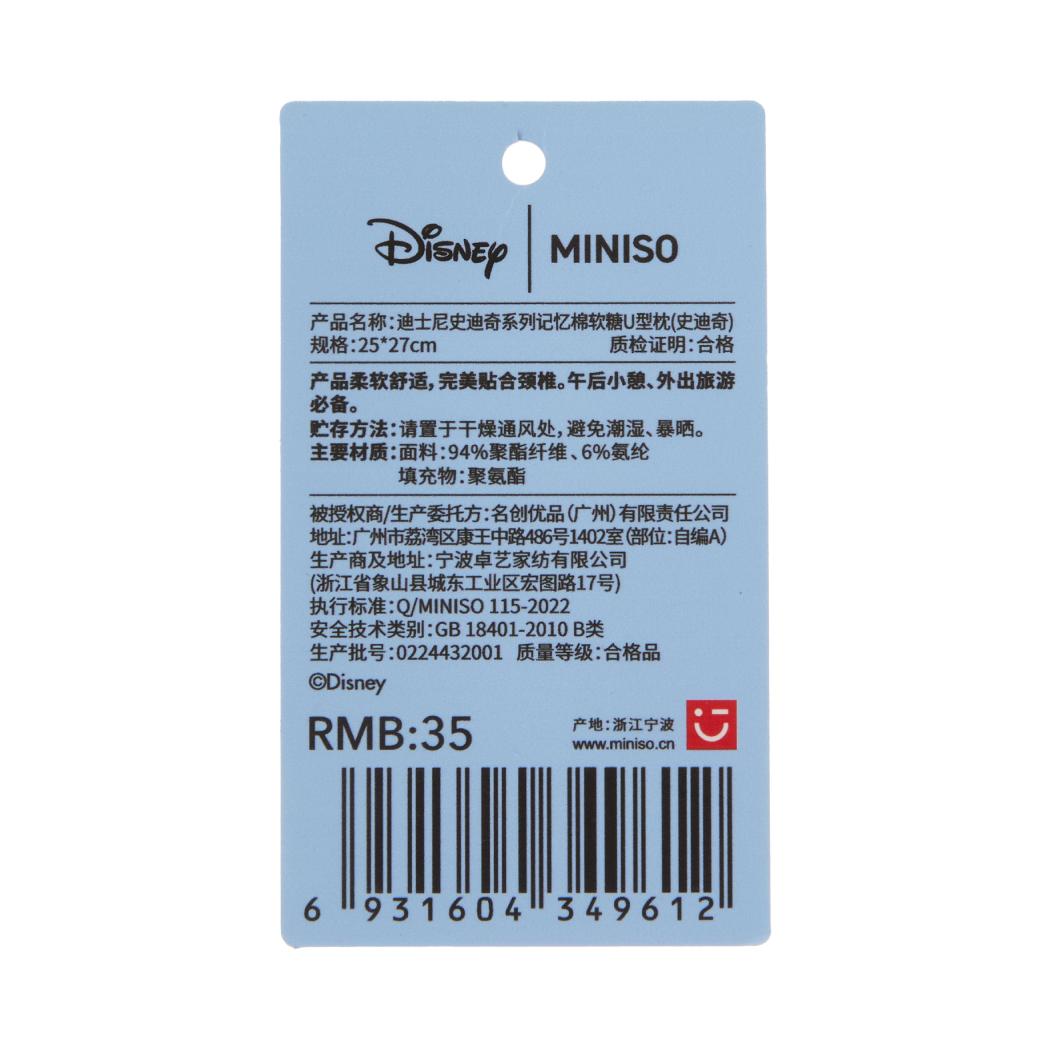 Disney | MINISO
产品名称:迪士尼史迪奇系列记忆棉软糖U型枕(史迪奇)
规格:25*27cm 质检证明:合格
产品柔软舒适,完美贴合颈椎。午后小憩、外出旅游
必备。
贮存方法:请置于干燥通风处,避免潮湿、暴晒。
主要材质:面料:94%聚酯纤维、6%氨纶
填充物:聚氨酯
被授权商/生产委托方:名创优品(广州)有限责任公司
地址:广州市荔湾区康王中路486号1402室(部位:自编A)
生产商及地址:宁波卓艺家纺有限公司
(浙江省象山县城东工业区宏图路17号)
执行标准:Q/MINISO 115-2022
安全技术类别:GB 18401-2010 B类
生产批号:0224432001 质量等级:合格品
©Disney
RMB:35
产地:浙江宁波
www.miniso.cn
6 931604 349612